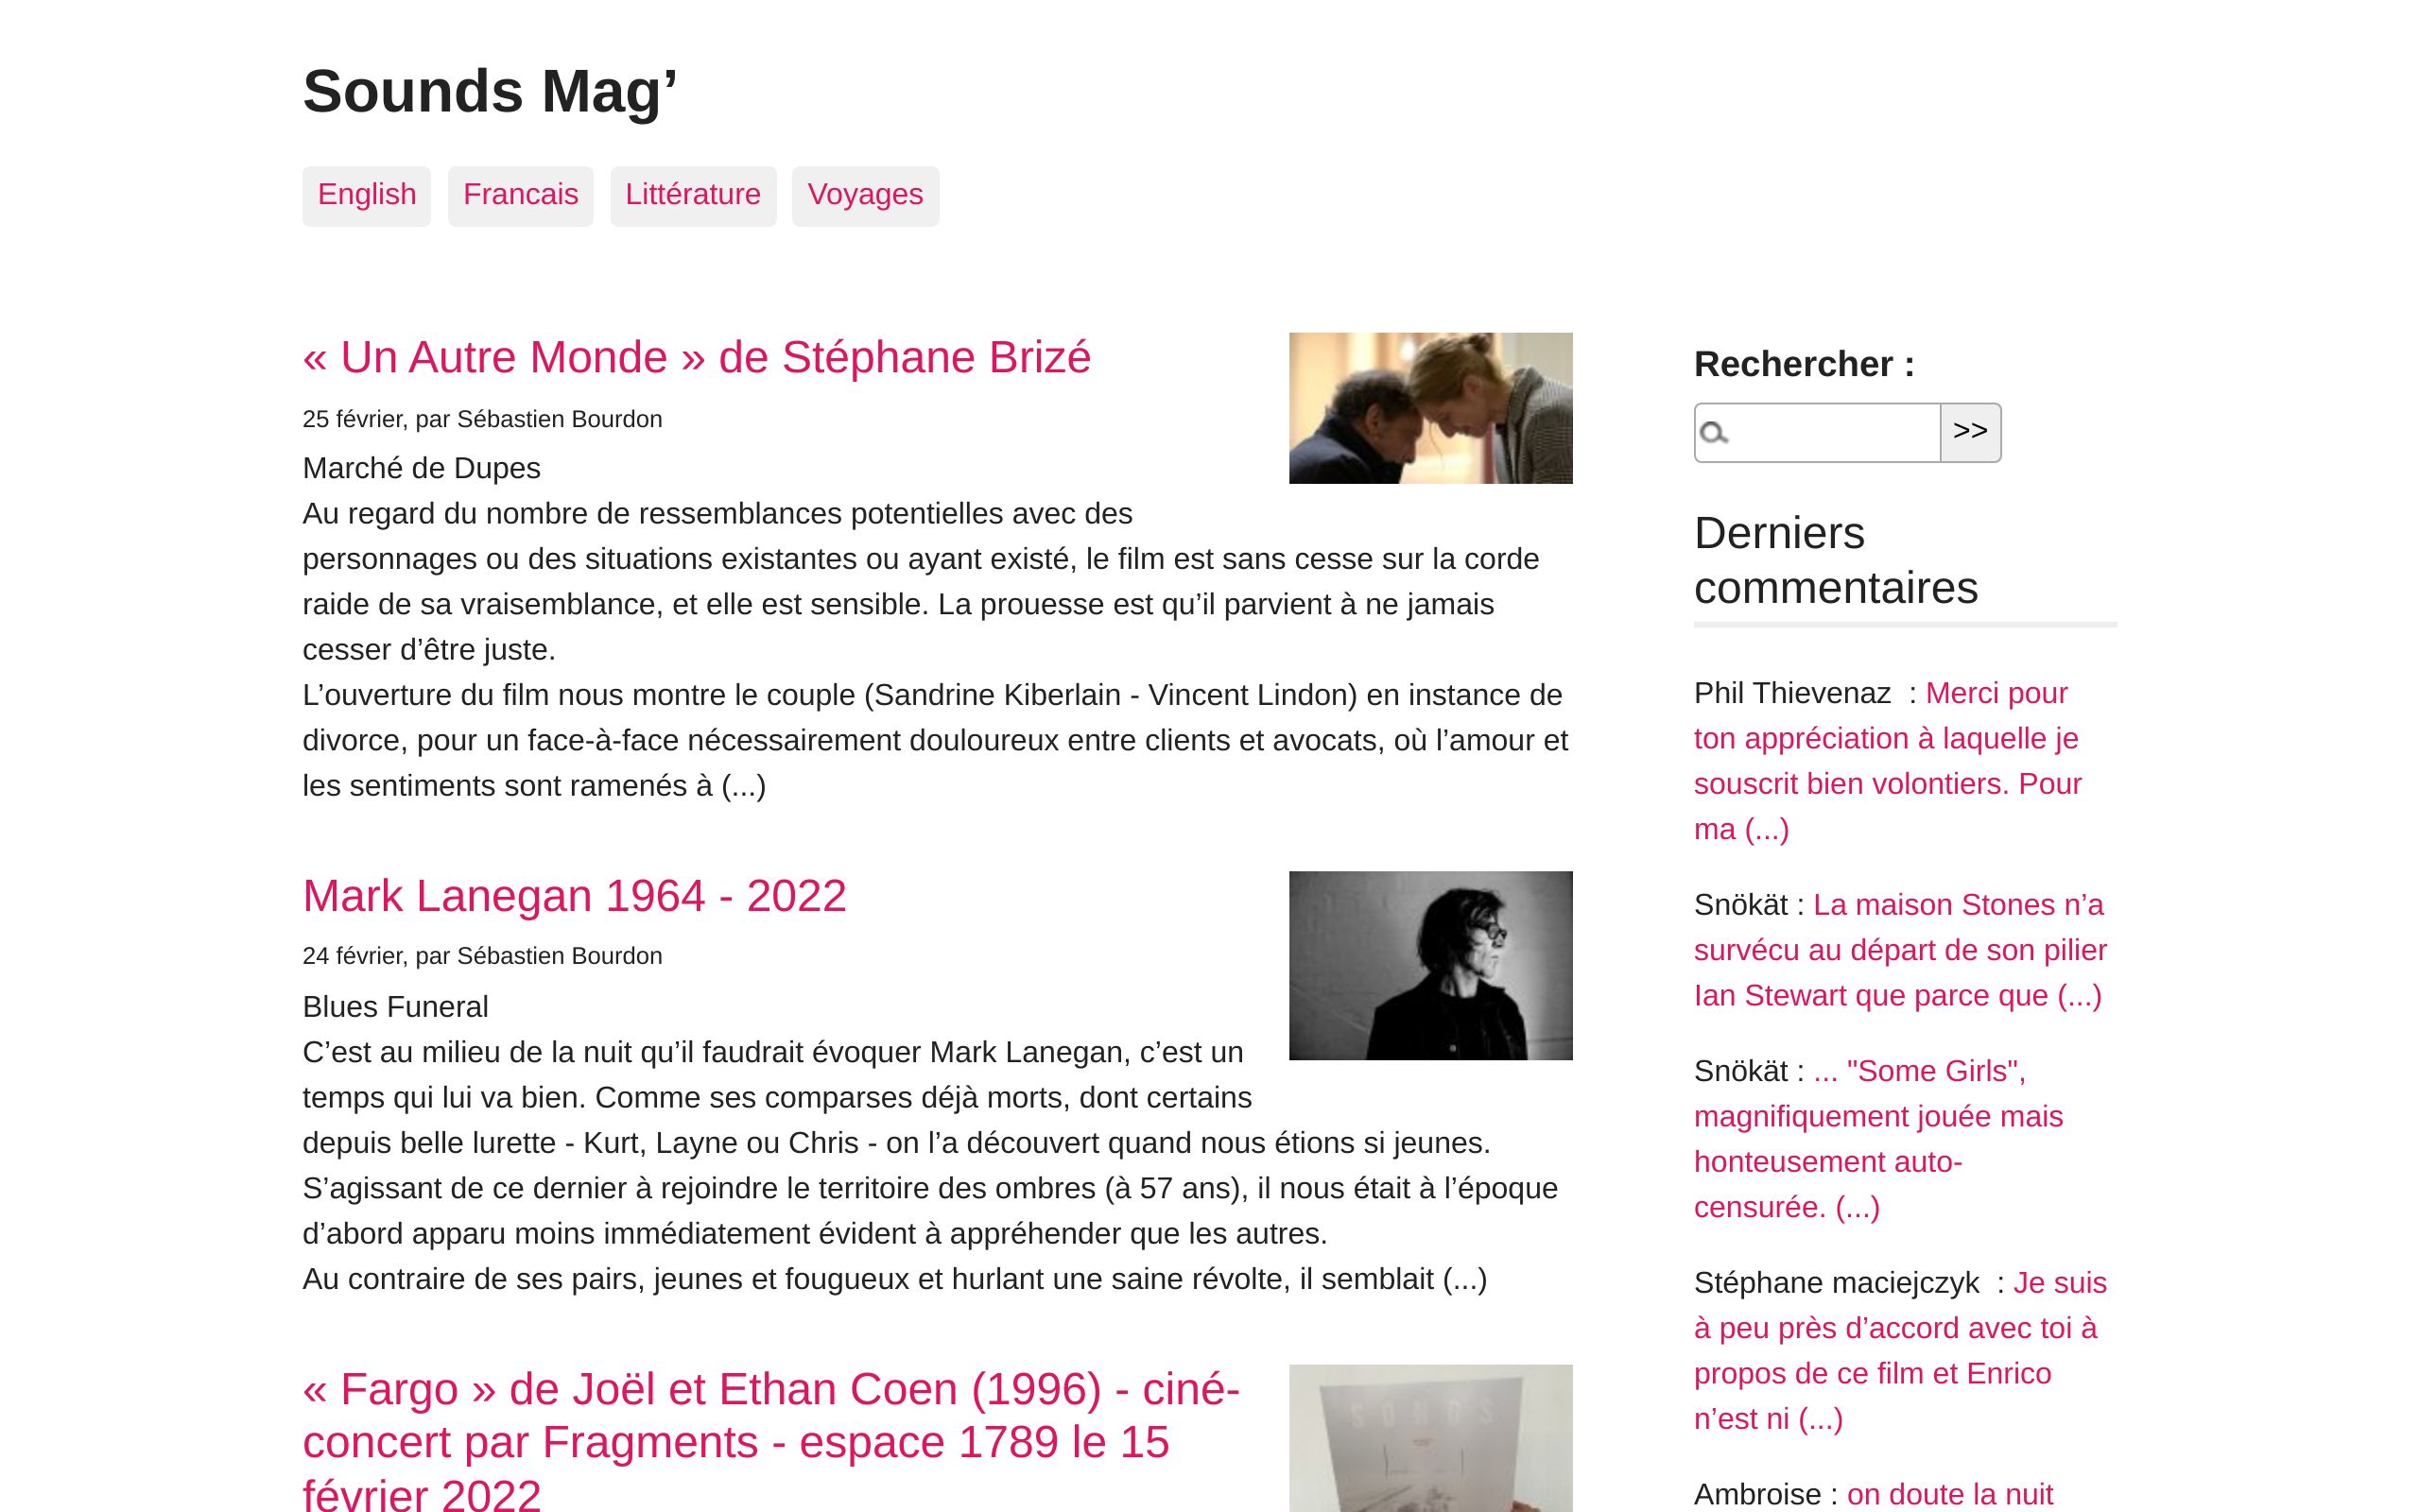 Sounds Mag’
English
Francais
Littérature
Voyages
« Un Autre Monde » de Stéphane Brizé
25 février, par Sébastien Bourdon
Marché de Dupes
Au regard du nombre de ressemblances potentielles avec des
personnages ou des situations existantes ou ayant existé, le film est sans cesse sur la corde
raide de sa vraisemblance, et elle est sensible. La prouesse est qu’il parvient à ne jamais
cesser d’être juste.
L’ouverture du film nous montre le couple (Sandrine Kiberlain - Vincent Lindon) en instance de
divorce, pour un face-à-face nécessairement douloureux entre clients et avocats, où l’amour et
les sentiments sont ramenés à (...)
Mark Lanegan 1964 - 2022
24 février, par Sébastien Bourdon
Blues Funeral
C’est au milieu de la nuit qu’il faudrait évoquer Mark Lanegan, c’est un
temps qui lui va bien. Comme ses comparses déjà morts, dont certains
depuis belle lurette - Kurt, Layne ou Chris - on l’a découvert quand nous étions si jeunes.
S’agissant de ce dernier à rejoindre le territoire des ombres (à 57 ans), il nous était à l’époque
d’abord apparu moins immédiatement évident à appréhender que les autres.
Au contraire de ses pairs, jeunes et fougueux et hurlant une saine révolte, il semblait (...)
« Fargo » de Joël et Ethan Coen (1996) - ciné-
concert par Fragments - espace 1789 le 15
février 2022
SONGS
Rechercher :
>>
Derniers
commentaires
Phil Thievenaz  : Merci pour
ton appréciation à laquelle je
souscrit bien volontiers. Pour
ma (...)
Snökät : La maison Stones n’a
survécu au départ de son pilier
Ian Stewart que parce que (...)
Snökät : ... "Some Girls",
magnifiquement jouée mais
honteusement auto-
censurée. (...)
Stéphane maciejczyk  : Je suis
à peu près d’accord avec toi à
propos de ce film et Enrico
n’est ni (...)
Ambroise : on doute la nuit